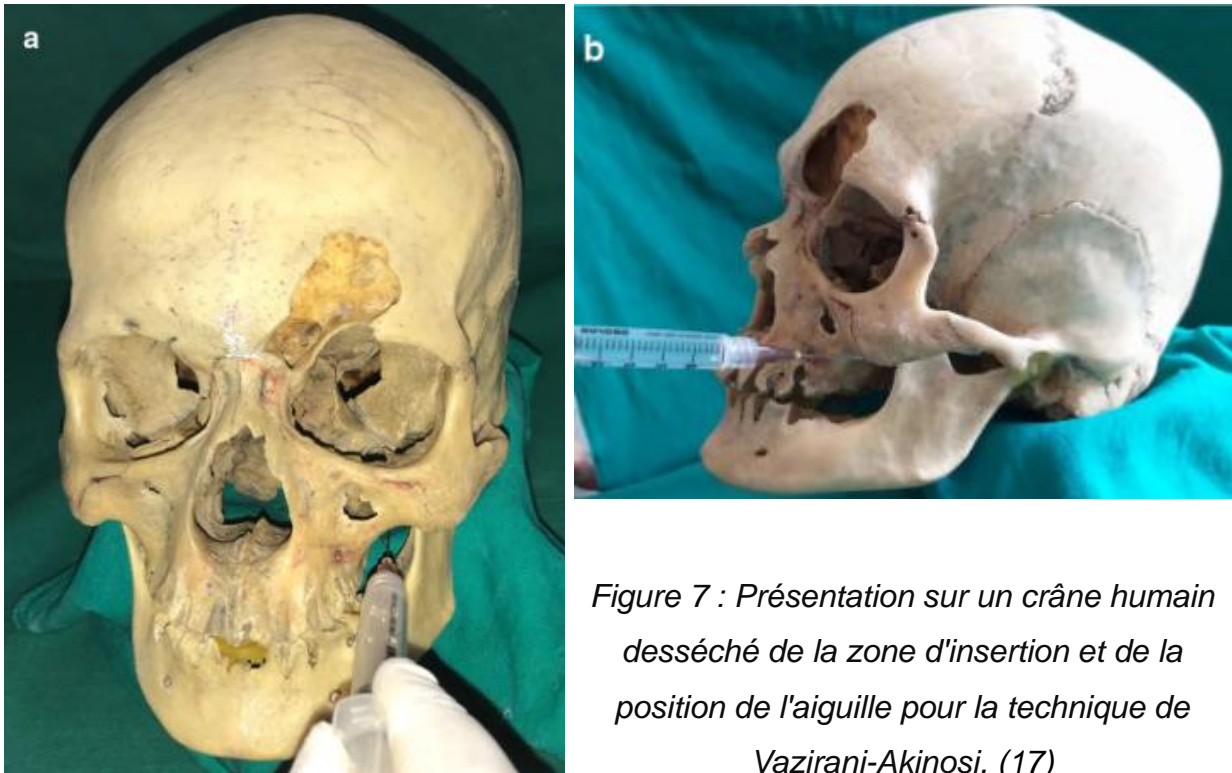 a
b
Figure 7 : Présentation sur un crâne humain
desséché de la zone d'insertion et de la
position de l'aiguille pour la technique de
Vazirani-Akinosi. (17)